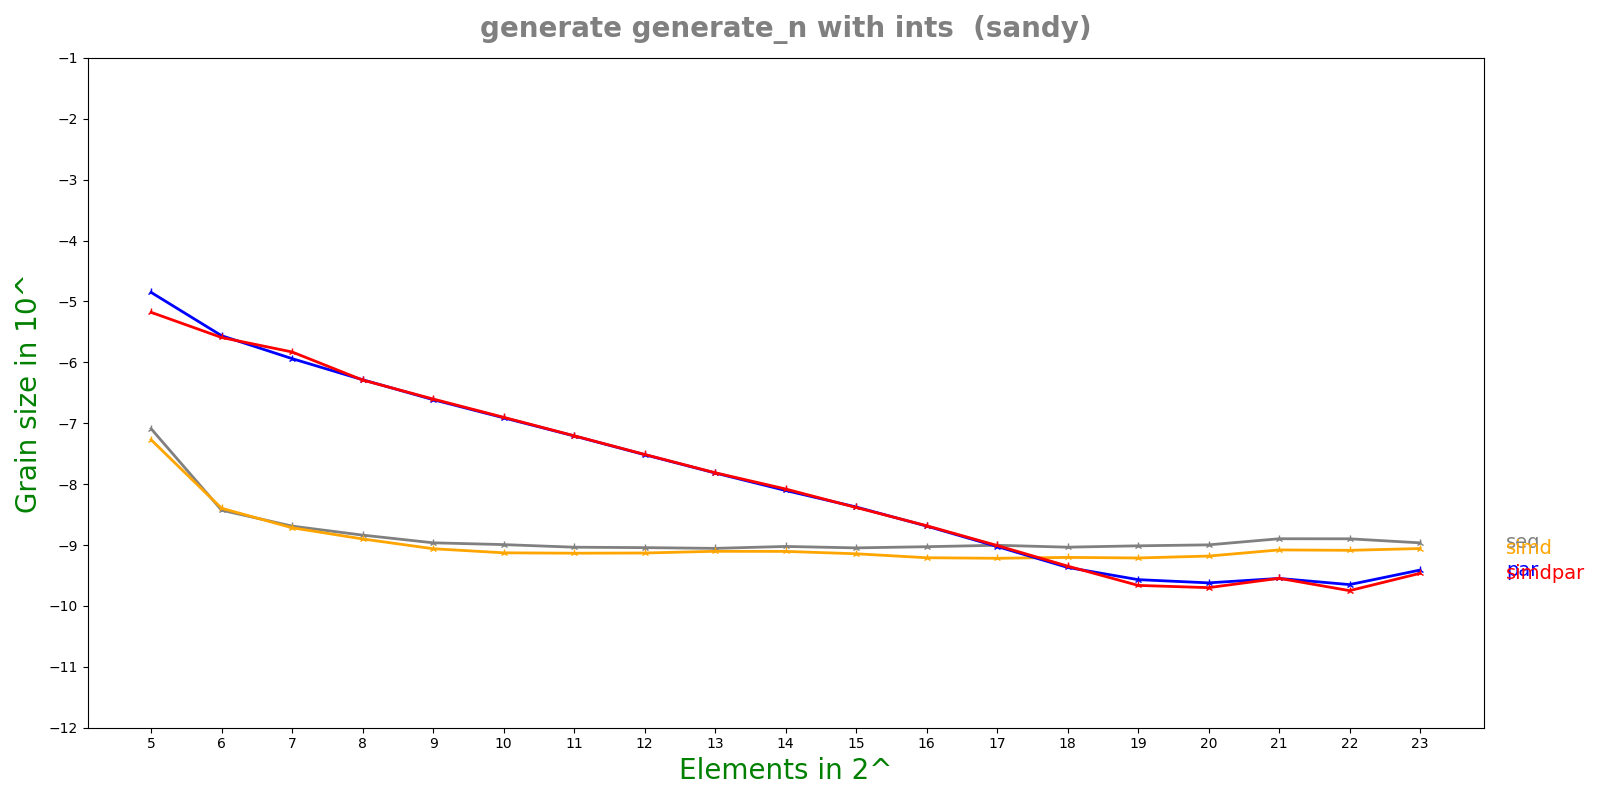 generate generate_n with ints  (sandy)
−1
−2
−3
−4
−5
−6
−7
−8
−9
−10
−11
−12
Grain size in 10^
5 6 7 8 9 10 11 12 13 14 15 16 17 18 19 20 21 22 23
Elements in 2^
seq
simd
par
simdpar